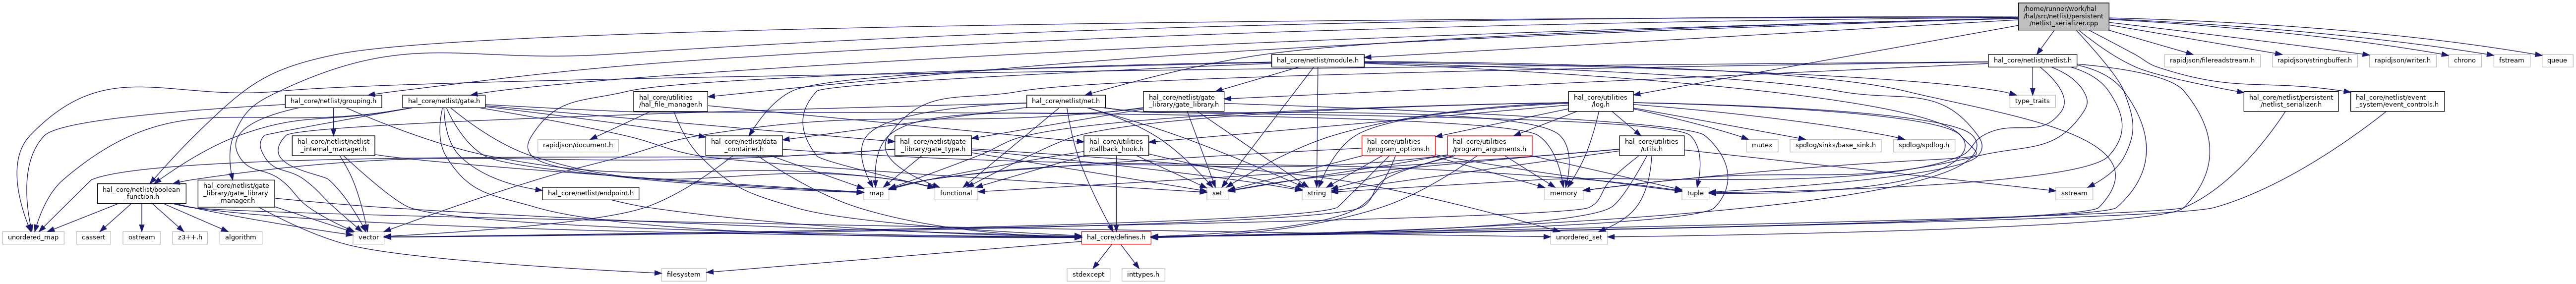 /home/runner/work/hal
/hal/src/netlist/persistent
/netlist_serializer.cpp
hal_core/netlist/module.h
hal_core/netlist/netlist.h
rapidjson/filereadstream.h
rapidjson/stringbuffer.h
rapidjson/writer.h
chrono
fstream
queue
hal_core/netlist/grouping.h
hal_core/netlist/gate.h
hal_core/utilities
/hal_file_manager.h
hal_core/netlist/net.h
hal_core/netlist/gate
_library/gate_library.h
hal_core/utilities
/log.h
type_traits
hal_core/netlist/persistent
/netlist_serializer.h
hal_core/netlist/event
_system/event_controls.h
hal_core/netlist/netlist
_internal_manager.h
rapidjson/document.h
hal_core/netlist/data
_container.h
hal_core/netlist/gate
_library/gate_type.h
hal_core/utilities
/callback_hook.h
hal_core/utilities
/program_options.h
hal_core/utilities
/program_arguments.h
hal_core/utilities
/utils.h
mutex
spdlog/sinks/base_sink.h
spdlog/spdlog.h
hal_core/netlist/boolean
_function.h
hal_core/netlist/gate
_library/gate_library
_manager.h
hal_core/netlist/endpoint.h
map
functional
set
string
memory
tuple
sstream
unordered_map
cassert
ostream
z3++.h
algorithm
vector
hal_core/defines.h
unordered_set
filesystem
stdexcept
inttypes.h